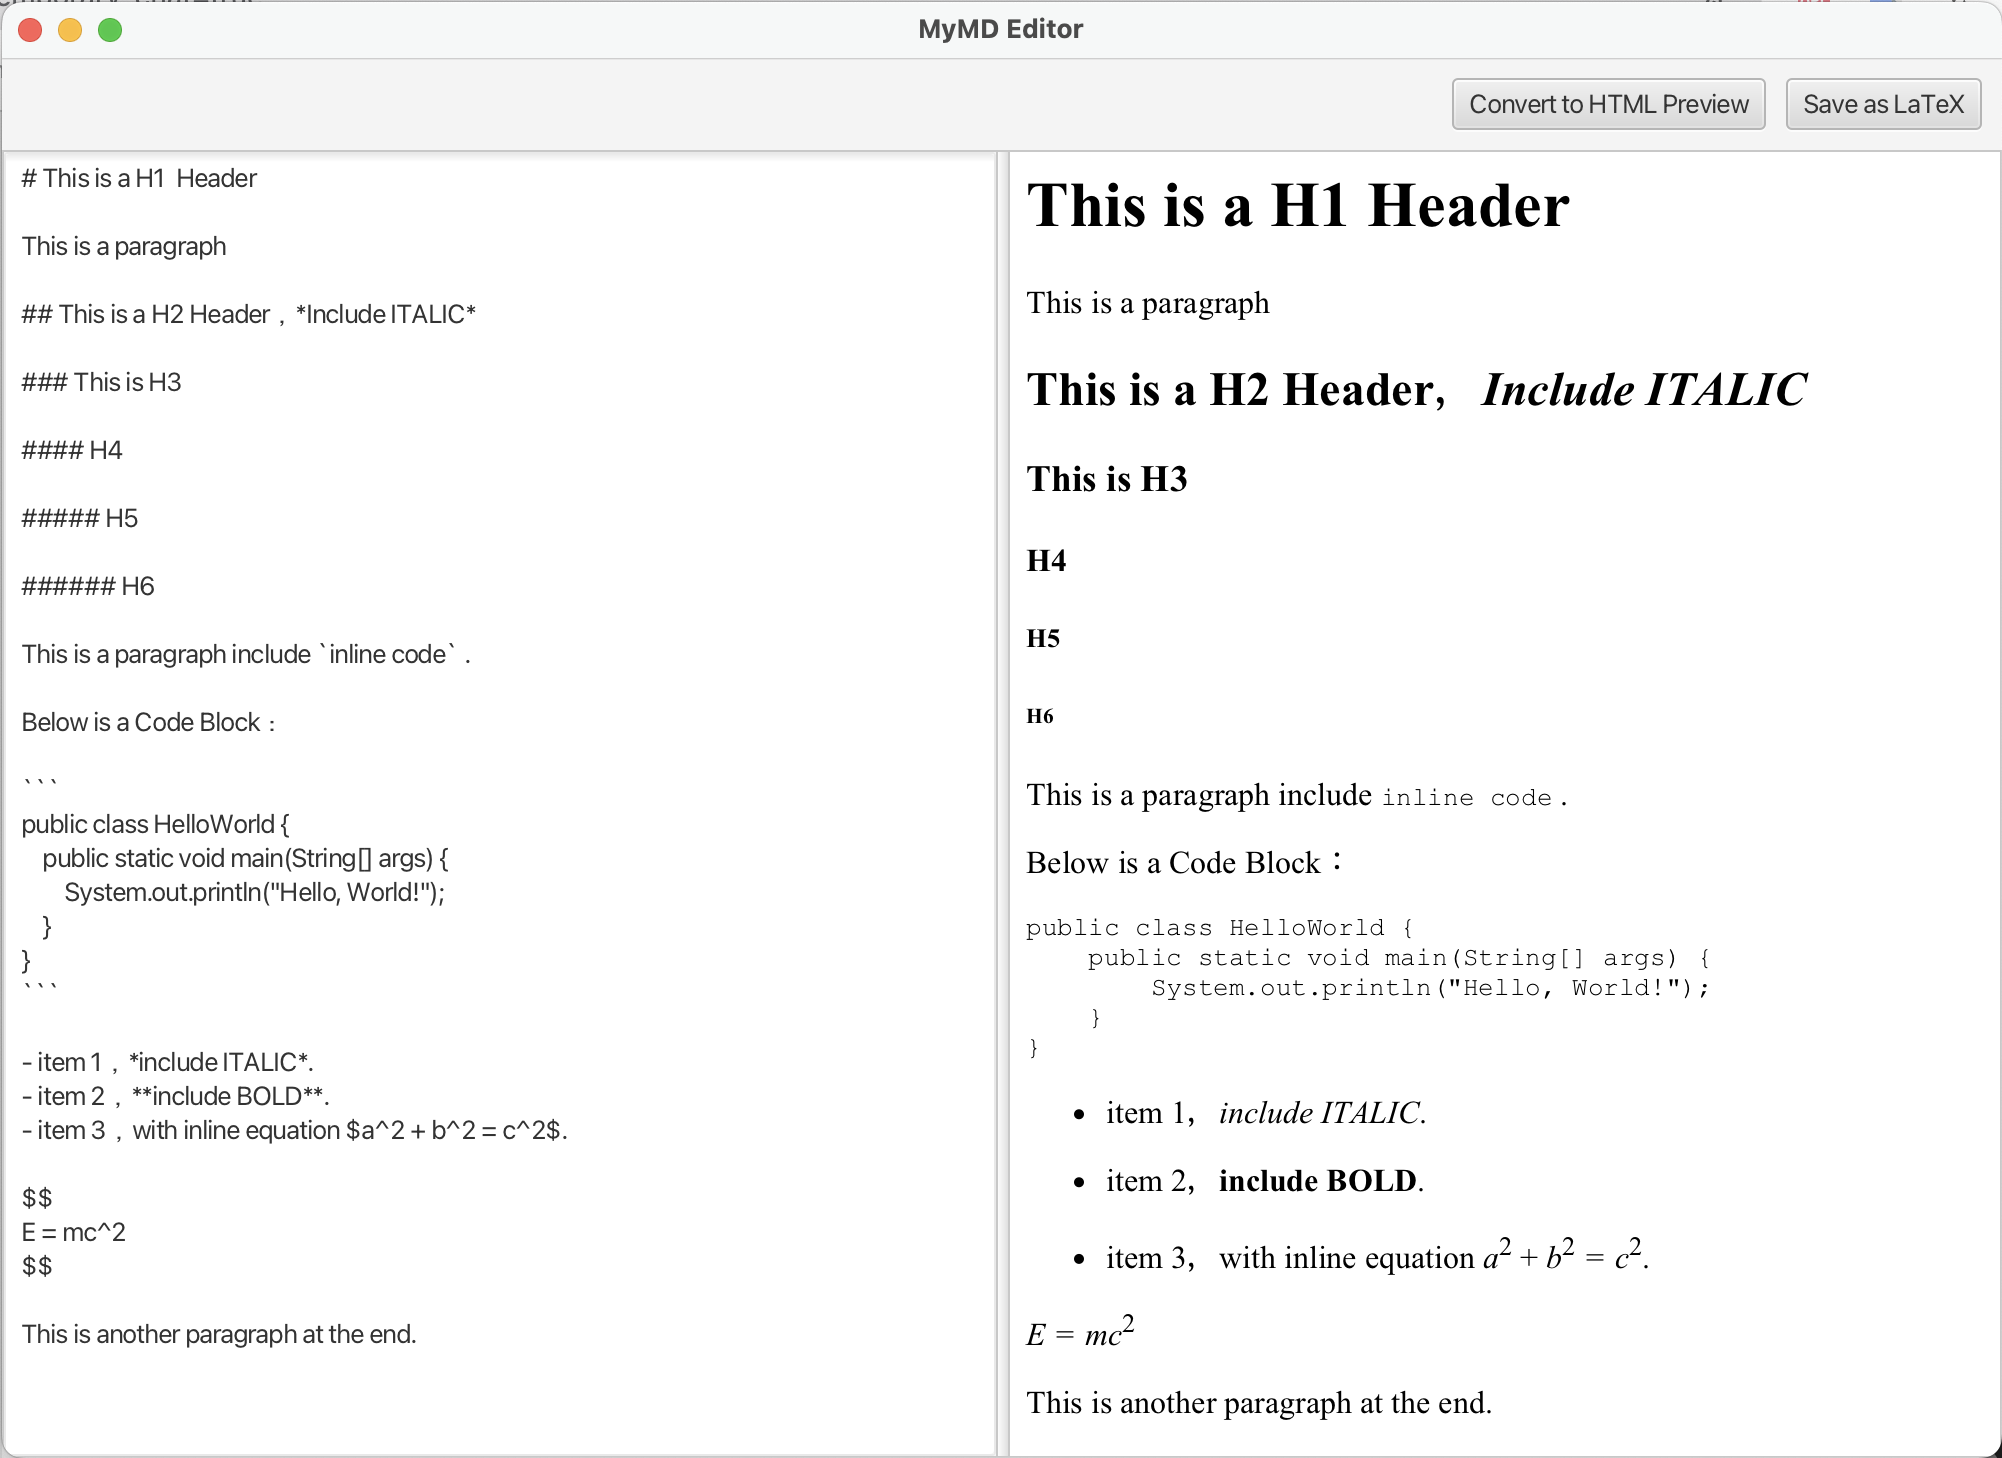 MyMD Editor
Convert to HTML Preview
Save as LaTeX
# This is a H1  Header
This is a paragraph
## This is a H2 Header，*Include ITALIC*
### This is H3
#### H4
##### H5
###### H6
This is a paragraph include `inline code` .
Below is a Code Block：
```
public class HelloWorld {
    public static void main(String[] args) {
        System.out.println("Hello, World!");
    }
}
```
- item 1，*include ITALIC*.
- item 2，**include BOLD**.
- item 3，with inline equation $a^2 + b^2 = c^2$.
$$
E = mc^2
$$
This is another paragraph at the end.
This is a H1 Header
This is a paragraph
This is a H2 Header，Include ITALIC
This is H3
H4
H5
H6
This is a paragraph include inline code .
Below is a Code Block：
public class HelloWorld {
    public static void main(String[] args) {
        System.out.println("Hello, World!");
    }
}
• item 1，include ITALIC.
• item 2，include BOLD.
• item 3，with inline equation a² + b² = c².
E = mc²
This is another paragraph at the end.